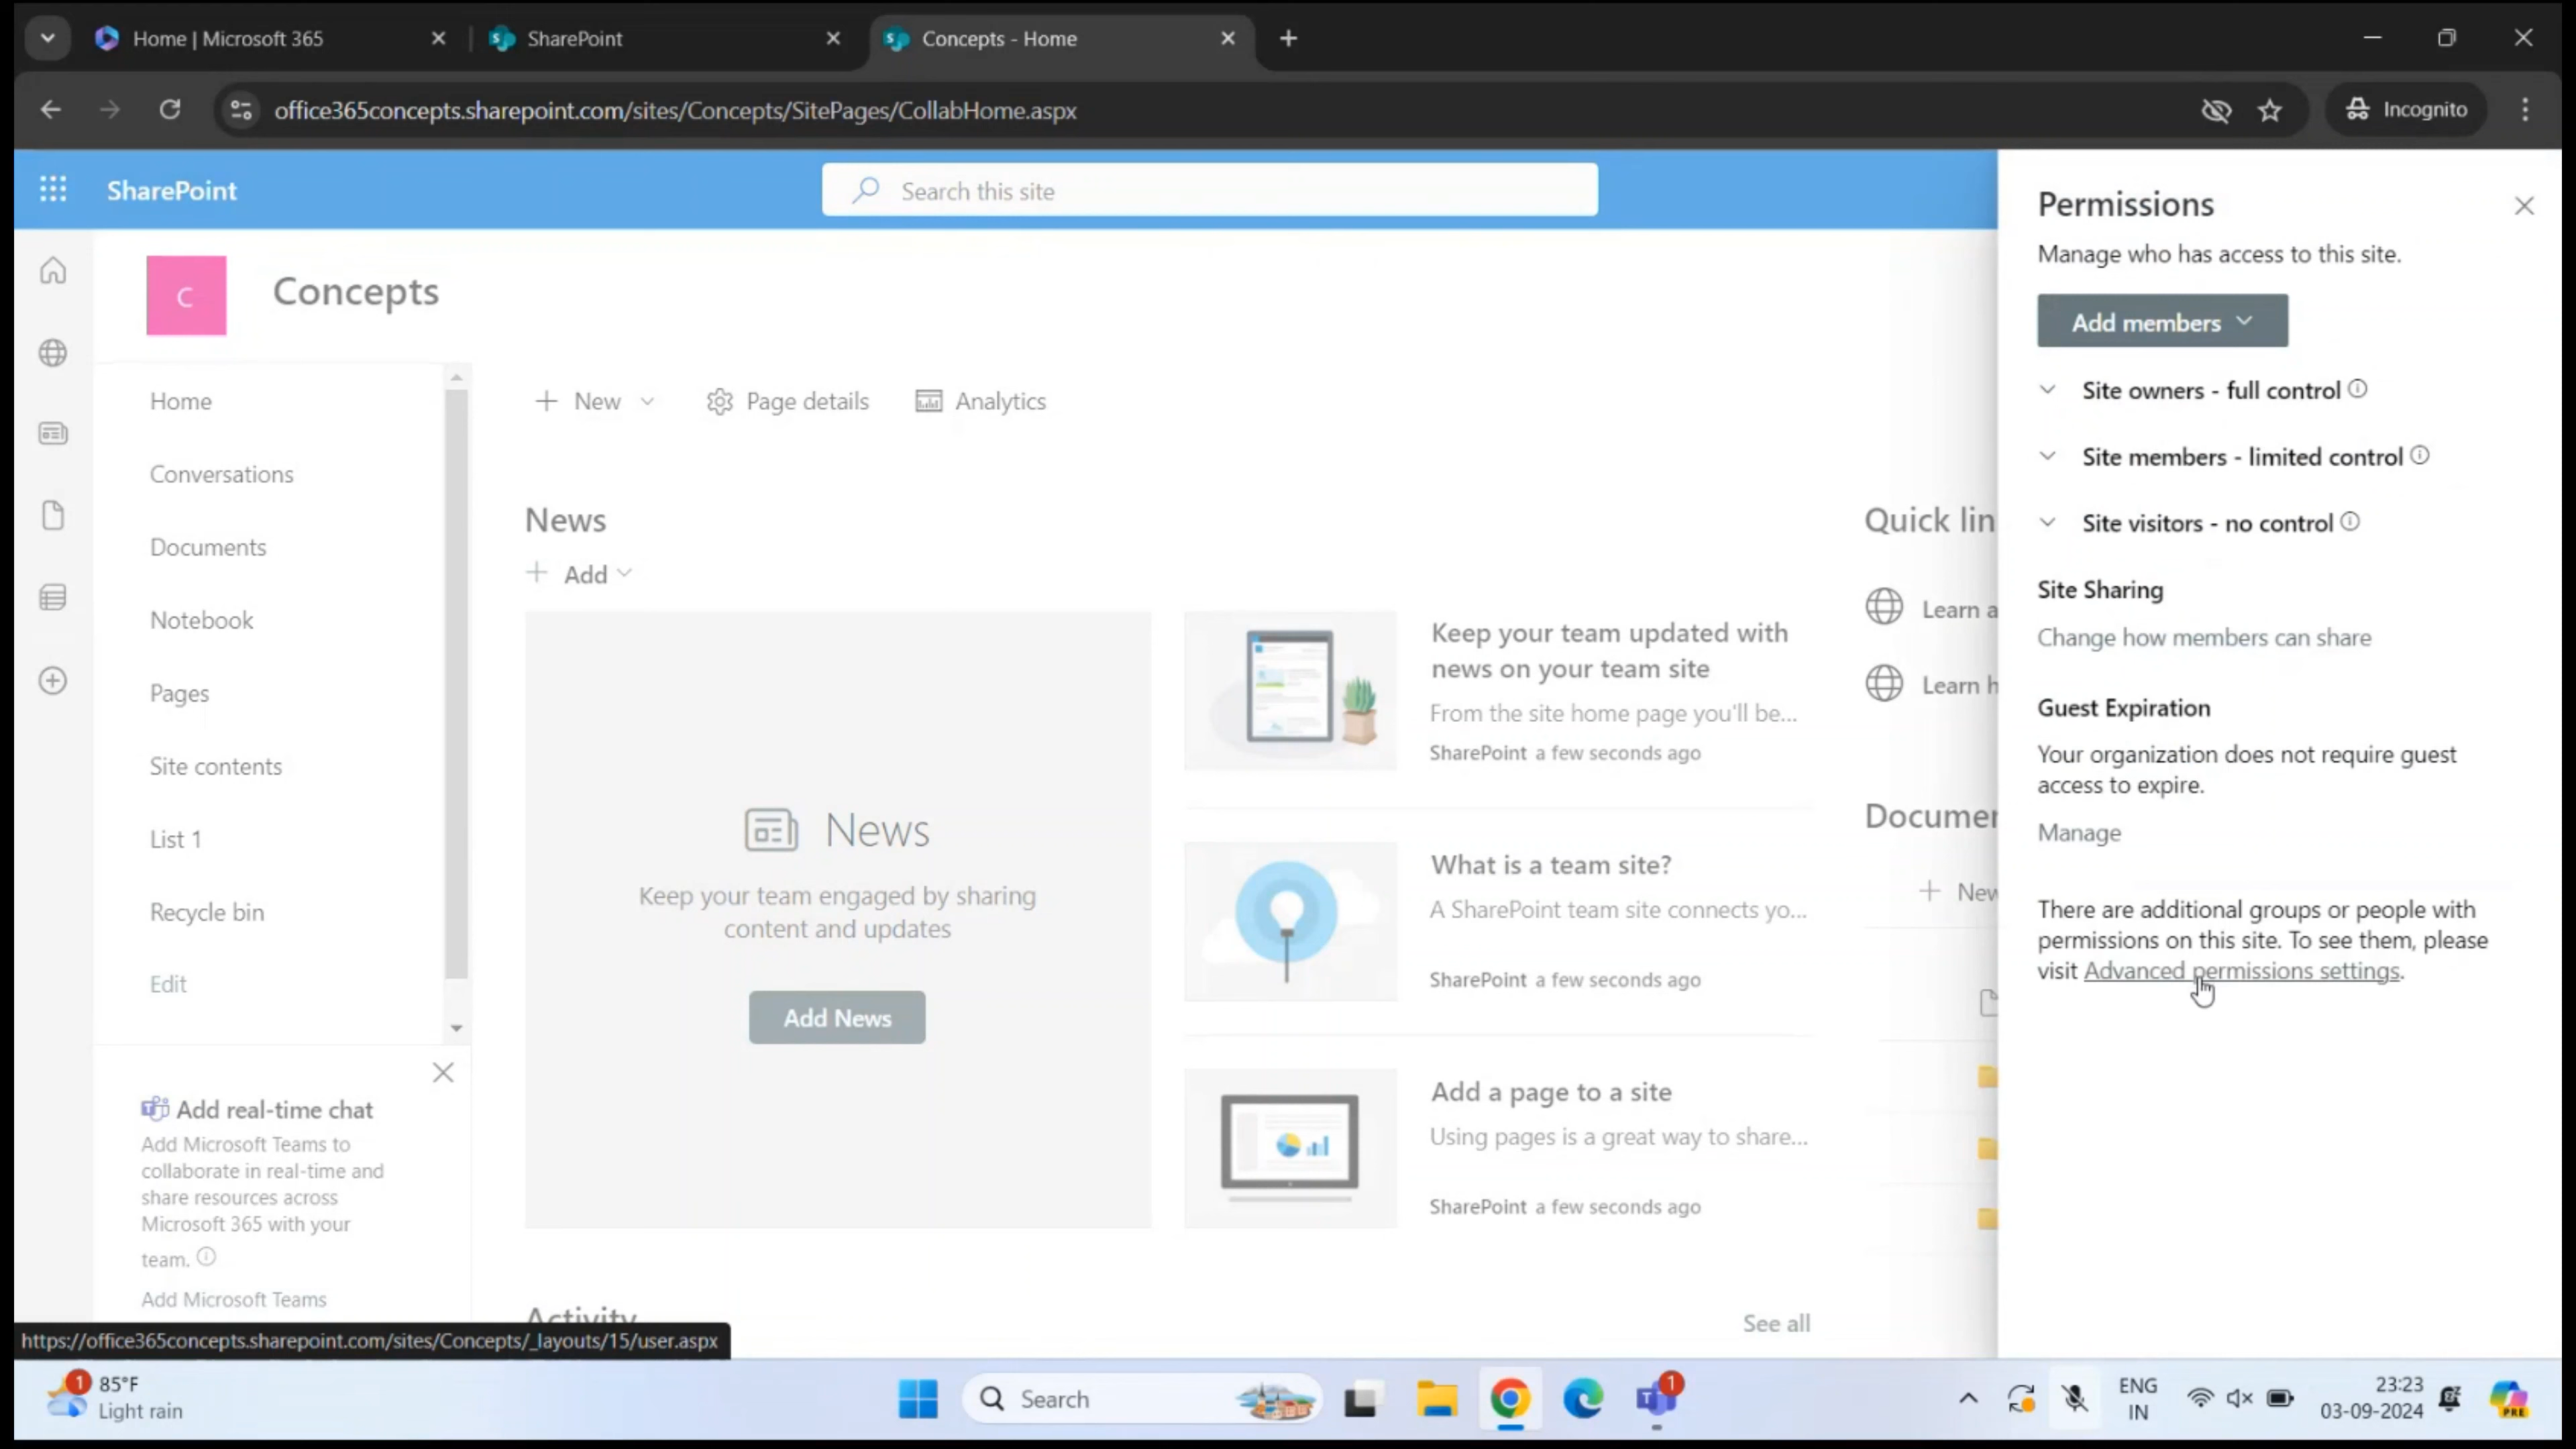 Home | Microsoft 365
SharePoint
Concepts - Home
office365concepts.sharepoint.com/sites/Concepts/SitePages/CollabHome.aspx
Incognito
SharePoint
Search this site
C
Concepts
Home
Conversations
Documents
Notebook
Pages
Site contents
List 1
Recycle bin
Edit
Add real-time chat
Add Microsoft Teams to
collaborate in real-time and
share resources across
Microsoft 365 with your
team.
Add Microsoft Teams
New
Page details
Analytics
News
Add
News
Keep your team engaged by sharing
content and updates
Add News
Keep your team updated with
news on your team site
From the site home page you'll be...
SharePoint a few seconds ago
What is a team site?
A SharePoint team site connects yo...
SharePoint a few seconds ago
Add a page to a site
Using pages is a great way to share...
SharePoint a few seconds ago
Activity
See all
Quick lin
Learn a
Learn h
Documen
New
Permissions
Manage who has access to this site.
Add members
Site owners - full control
Site members - limited control
Site visitors - no control
Site Sharing
Change how members can share
Guest Expiration
Your organization does not require guest
access to expire.
Manage
There are additional groups or people with
permissions on this site. To see them, please
visit Advanced permissions settings.
https://office365concepts.sharepoint.com/sites/Concepts/_layouts/15/user.aspx
1
85°F
Light rain
Search
1
ENG
IN
23:23
03-09-2024
PRE